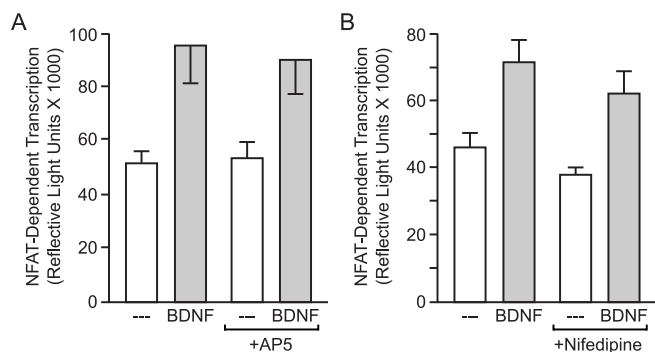 A
NFAT-Dependent Transcription
(Reflective Light Units X 1000)
100
80
60
40
20
0
---
BDNF
---
BDNF
+AP5
B
NFAT-Dependent Transcription
(Reflective Light Units X 1000)
80
60
40
20
0
---
BDNF
---
BDNF
+Nifedipine